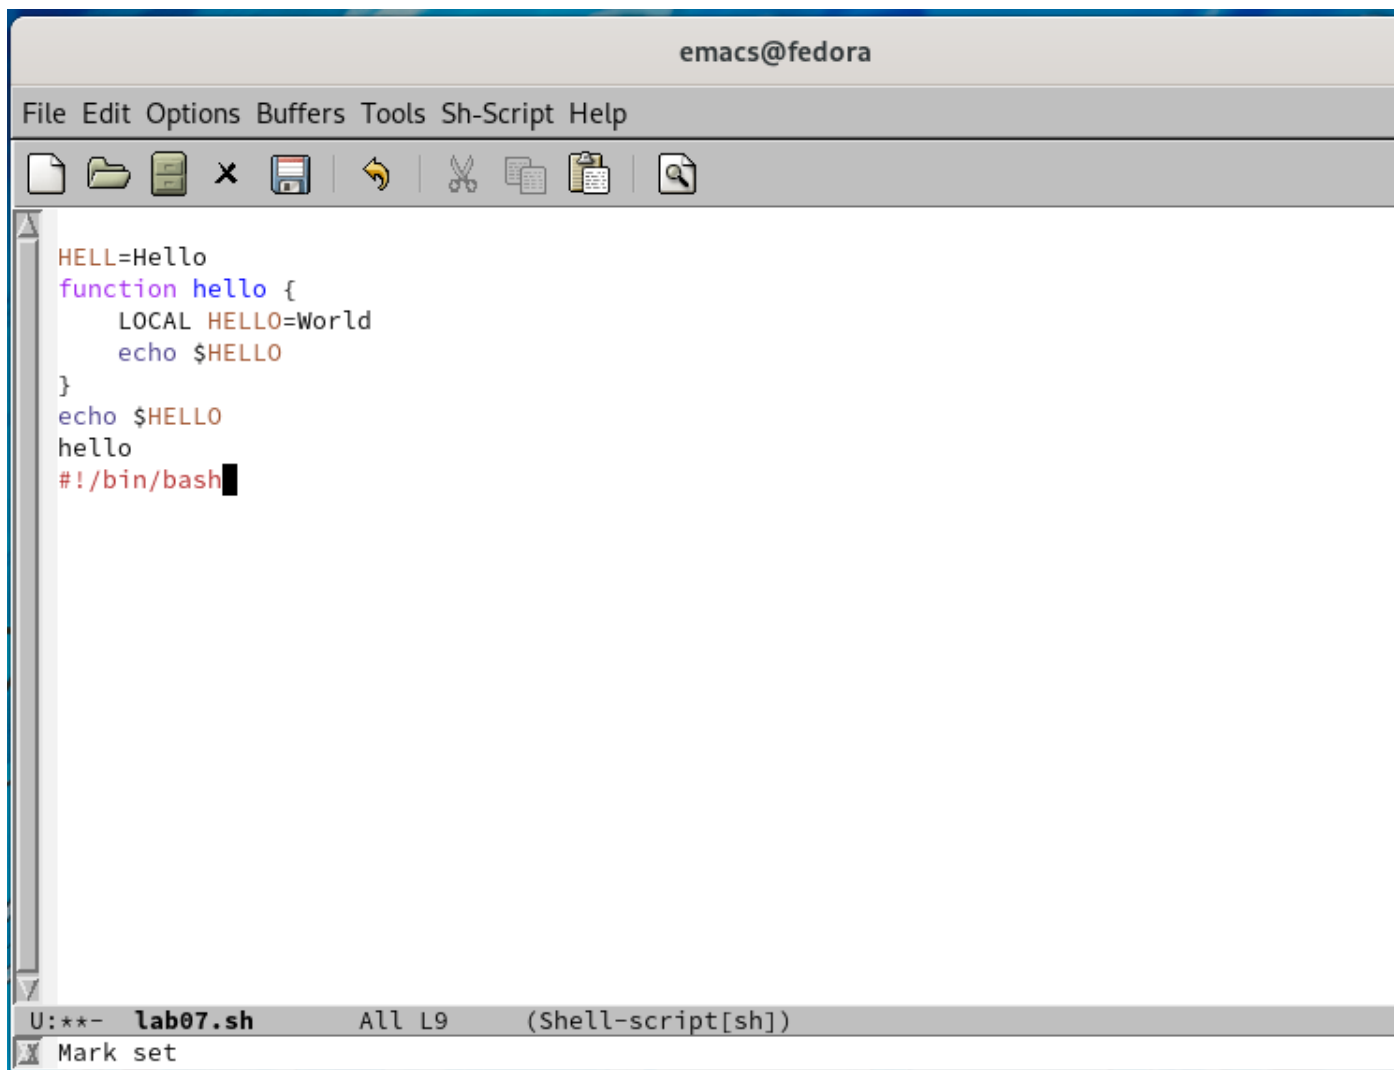 emacs@fedora
File Edit Options Buffers Tools Sh-Script Help
HELL=Hello
function hello {
    LOCAL HELLO=World
    echo $HELLO
}
echo $HELLO
hello
#!/bin/bash
U:**-  lab07.sh       All L9     (Shell-script[sh])
Mark set